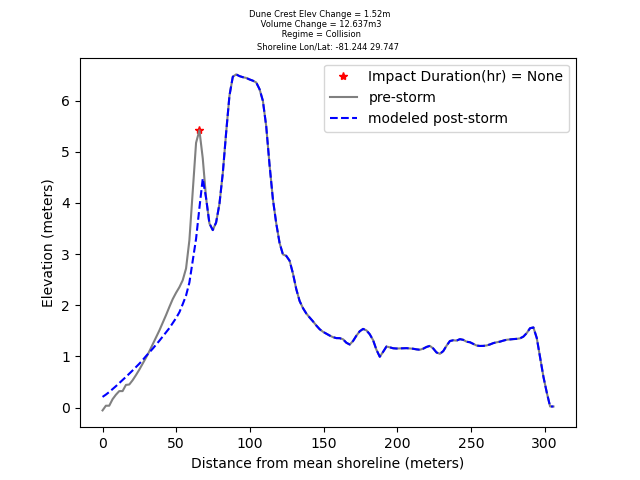 Dune Crest Elev Change = 1.52m
Volume Change = 12.637m3
Regime = Collision
Shoreline Lon/Lat: -81.244 29.747
Impact Duration(hr) = None
pre-storm
modeled post-storm
Elevation (meters)
6
5
4
3
2
1
0
0 50 100 150 200 250 300
Distance from mean shoreline (meters)